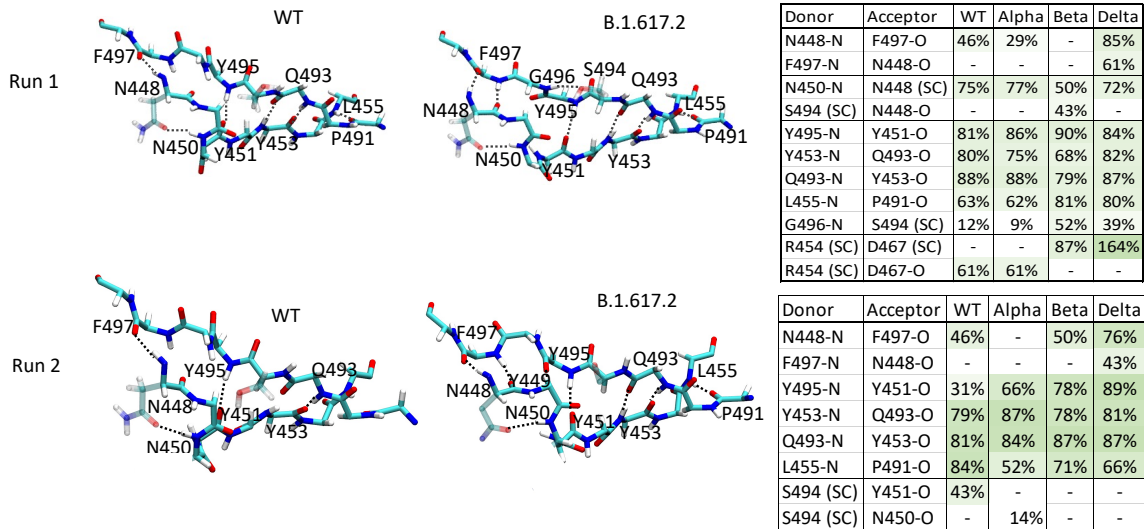 WT
B.1.617.2
Run 1
F497
N448
Y495
Q493
L455
N450
Y451
Y453
P491
F497
G496
S494
Q493
N448
Y495
L455
N450
Y451
Y453
P491
Donor Acceptor WT Alpha Beta Delta
N448-N F497-O 46% 29% - 85%
F497-N N448-O - - - 61%
N450-N N448 (SC) 75% 77% 50% 72%
S494 (SC) N448-O - - 43%
Y495-N Y451-O 81% 86% 90% 84%
Y453-N Q493-O 80% 75% 68% 82%
Q493-N Y453-O 88% 88% 79% 87%
L455-N P491-O 63% 62% 81% 80%
G496-N S494 (SC) 12% 9% 52% 39%
R454 (SC) D467 (SC) - - 87% 164%
R454 (SC) D467-O 61% 61% - -
Run 2
WT
B.1.617.2
F497
Y495
Q493
N448
Y451
N450
Y453
F497
Y495
Q493
L455
N448
Y449
N450
Y451
Y453
P491
Donor Acceptor WT Alpha Beta Delta
N448-N F497-O 46% - 50% 76%
F497-N N448-O - - - 43%
Y495-N Y451-O 31% 66% 78% 89%
Y453-N Q493-O 79% 87% 78% 81%
Q493-N Y453-O 81% 84% 87% 87%
L455-N P491-O 84% 52% 71% 66%
S494 (SC) Y451-O 43% - - -
S494 (SC) N450-O - 14% - -